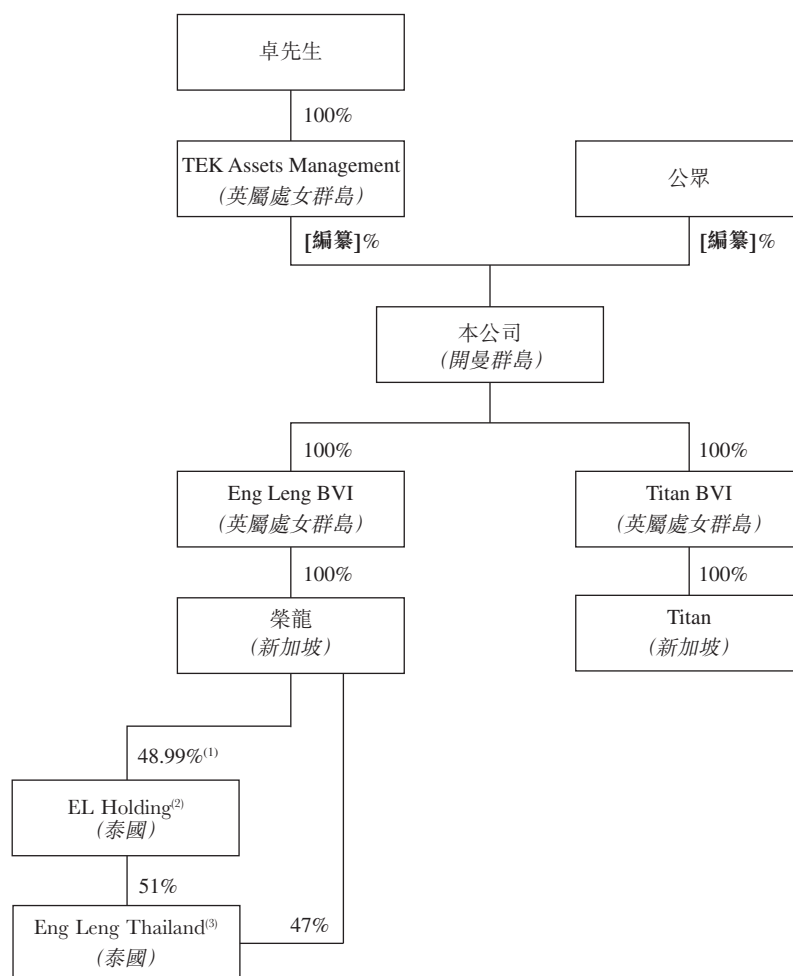 卓先生
100%
TEK Assets Management
(英屬處女群島)
公眾
[編纂]%
[編纂]%
本公司
(開曼群島)
100%
100%
Eng Leng BVI
(英屬處女群島)
Titan BVI
(英屬處女群島)
100%
100%
榮龍
(新加坡)
Titan
(新加坡)
48.99%(1)
EL Holding(2)
(泰國)
51%
Eng Leng Thailand(3)
(泰國)
47%